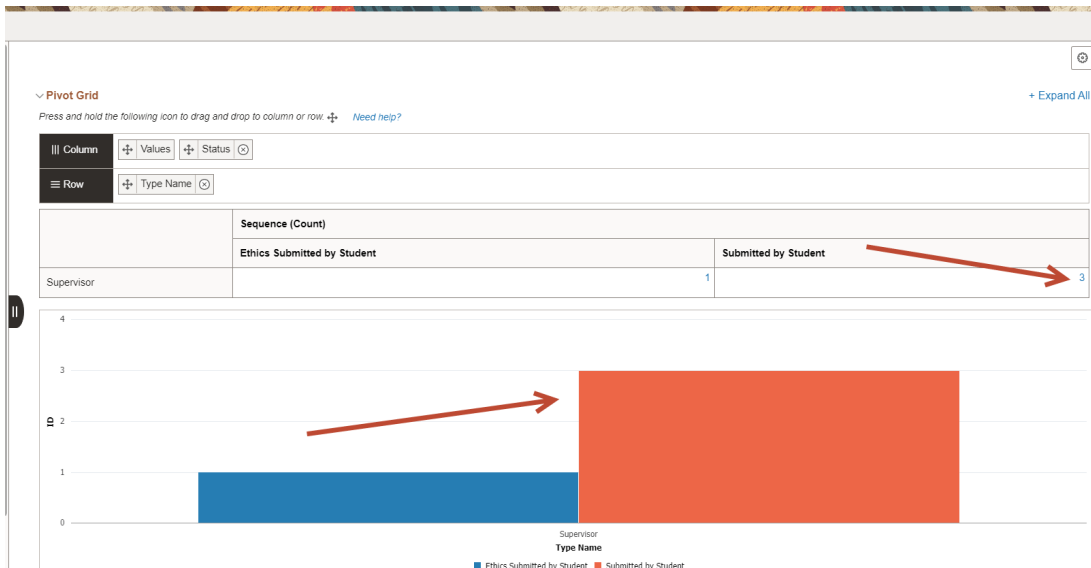 Pivot Grid
+ Expand All
Press and hold the following icon to drag and drop to column or row. Need help?
Column Values Status
Row Type Name
Sequence (Count)
Ethics Submitted by Student Submitted by Student
Supervisor 1 3
4
3
2
1
0
ID
Supervisor
Type Name
Ethics Submitted by Student Submitted by Student